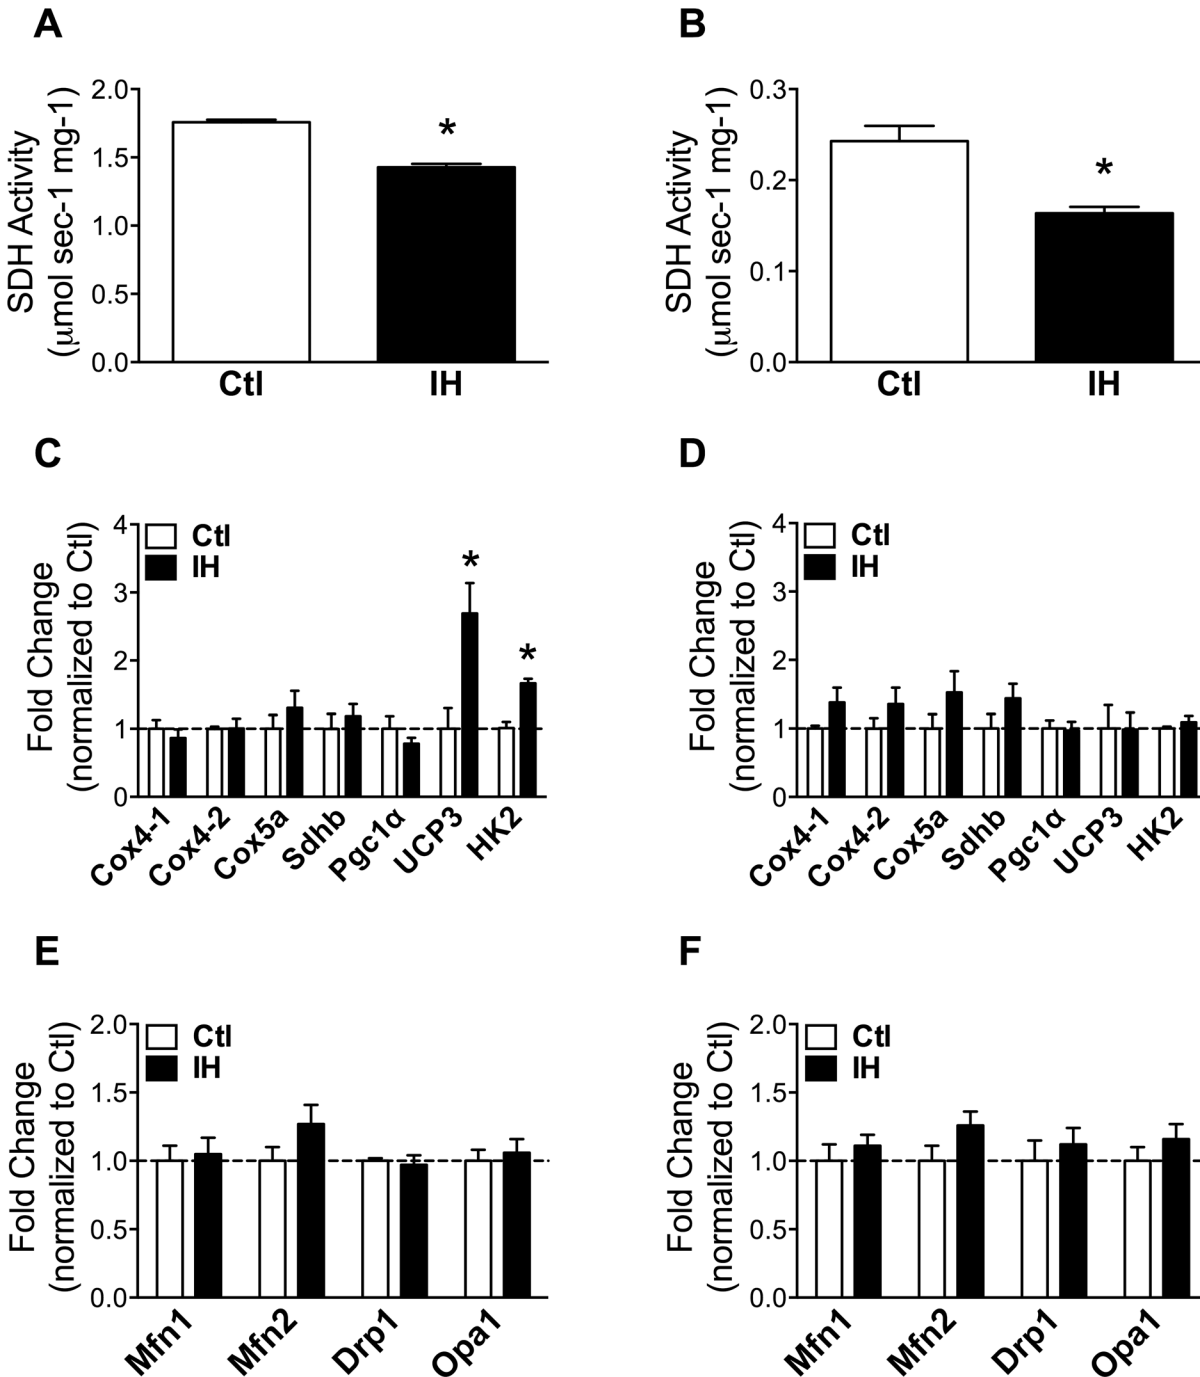 A
SDH Activity
(μmol sec-1 mg-1)
2.0
1.5
1.0
0.5
0.0
*
Ctl
IH
B
SDH Activity
(μmol sec-1 mg-1)
0.3
0.2
0.1
0.0
*
Ctl
IH
C
Fold Change
(normalized to Ctl)
4
3
2
1
0
Ctl
IH
*
*
Cox4-1
Cox4-2
Cox5a
Sdhb
Pgc1α
UCP3
HK2
D
Fold Change
(normalized to Ctl)
4
3
2
1
0
Ctl
IH
Cox4-1
Cox4-2
Cox5a
Sdhb
Pgc1α
UCP3
HK2
E
Fold Change
(normalized to Ctl)
2.0
1.5
1.0
0.5
0.0
Ctl
IH
Mfn1
Mfn2
Drp1
Opa1
F
Fold Change
(normalized to Ctl)
2.0
1.5
1.0
0.5
0.0
Ctl
IH
Mfn1
Mfn2
Drp1
Opa1